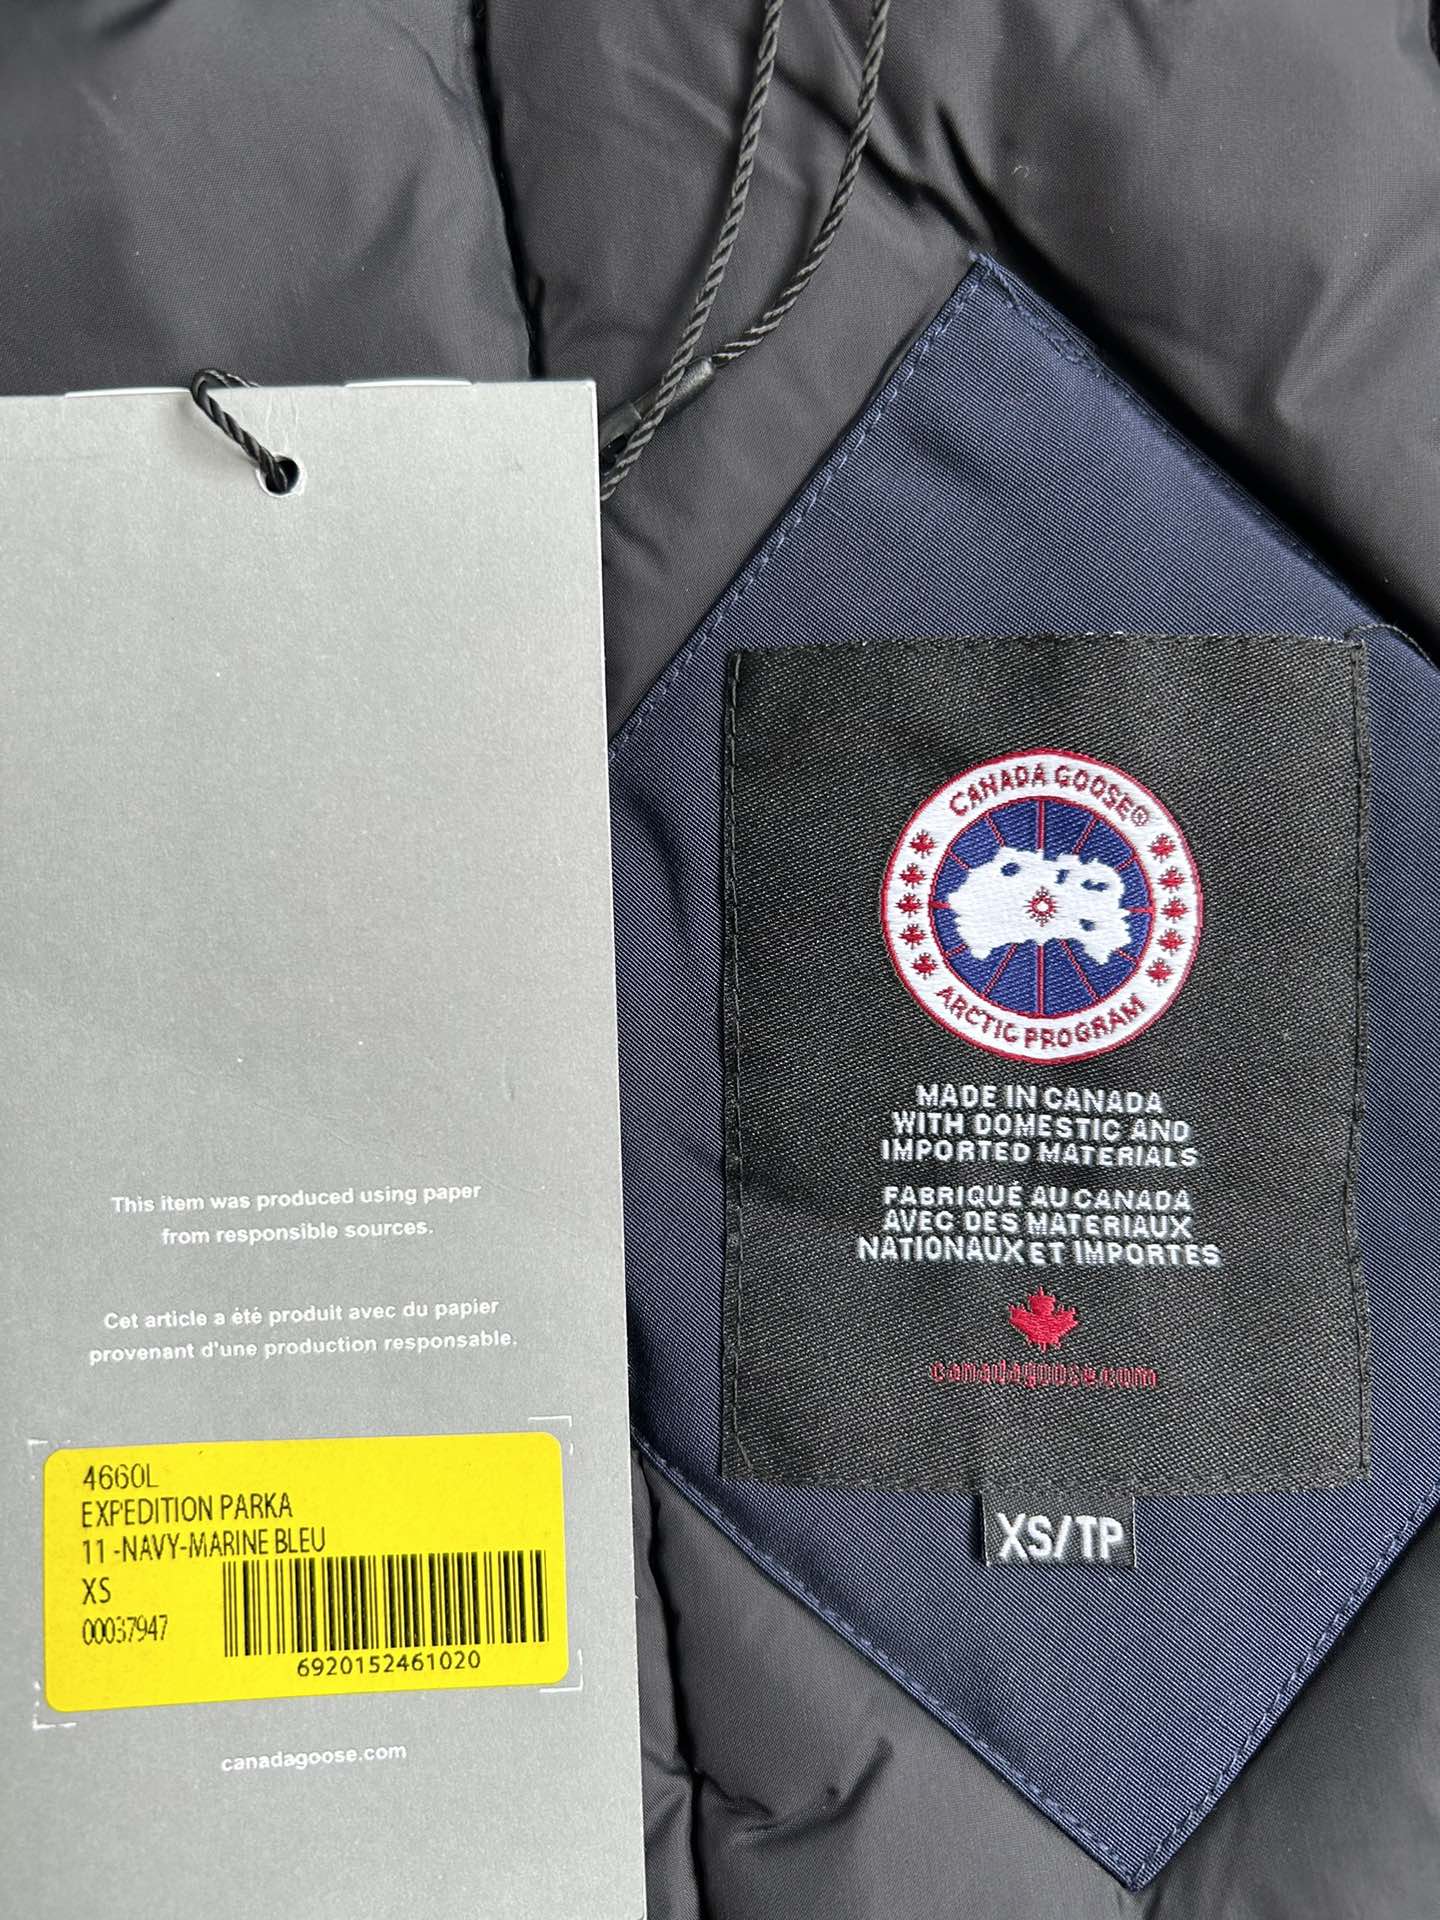 This item was produced using paper
from responsible sources.
Cet article a été produit avec du papier
provenant d'une production responsable.
4660L
EXPEDITION PARKA
11 -NAVY-MARINE BLEU
XS
00037947
6920152461020
canadagoose.com
CANADA GOOSE®
ARCTIC PROGRAM
MADE IN CANADA
WITH DOMESTIC AND
IMPORTED MATERIALS
FABRIQUÉ AU CANADA
AVEC DES MATERIAUX
NATIONAUX ET IMPORTES
canadagoose.com
XS/TP